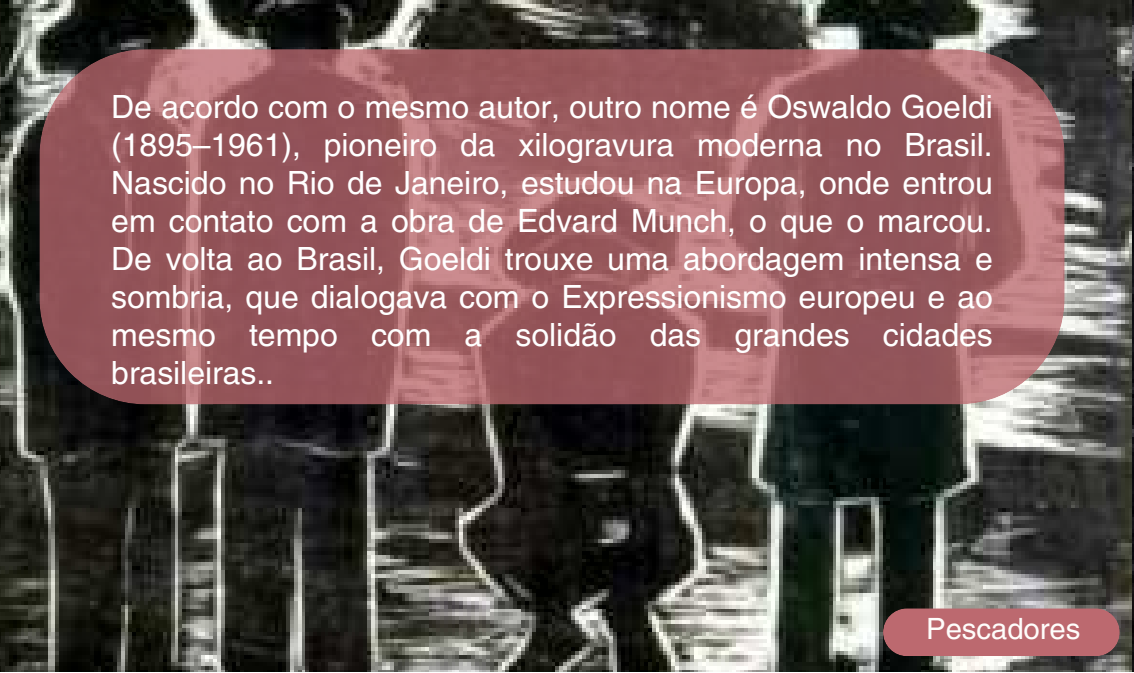 De acordo com o mesmo autor, outro nome é Oswaldo Goeldi
(1895–1961), pioneiro da xilogravura moderna no Brasil.
Nascido no Rio de Janeiro, estudou na Europa, onde entrou
em contato com a obra de Edvard Munch, o que o marcou.
De volta ao Brasil, Goeldi trouxe uma abordagem intensa e
sombria, que dialogava com o Expressionismo europeu e ao
mesmo tempo com a solidão das grandes cidades
brasileiras..
Pescadores